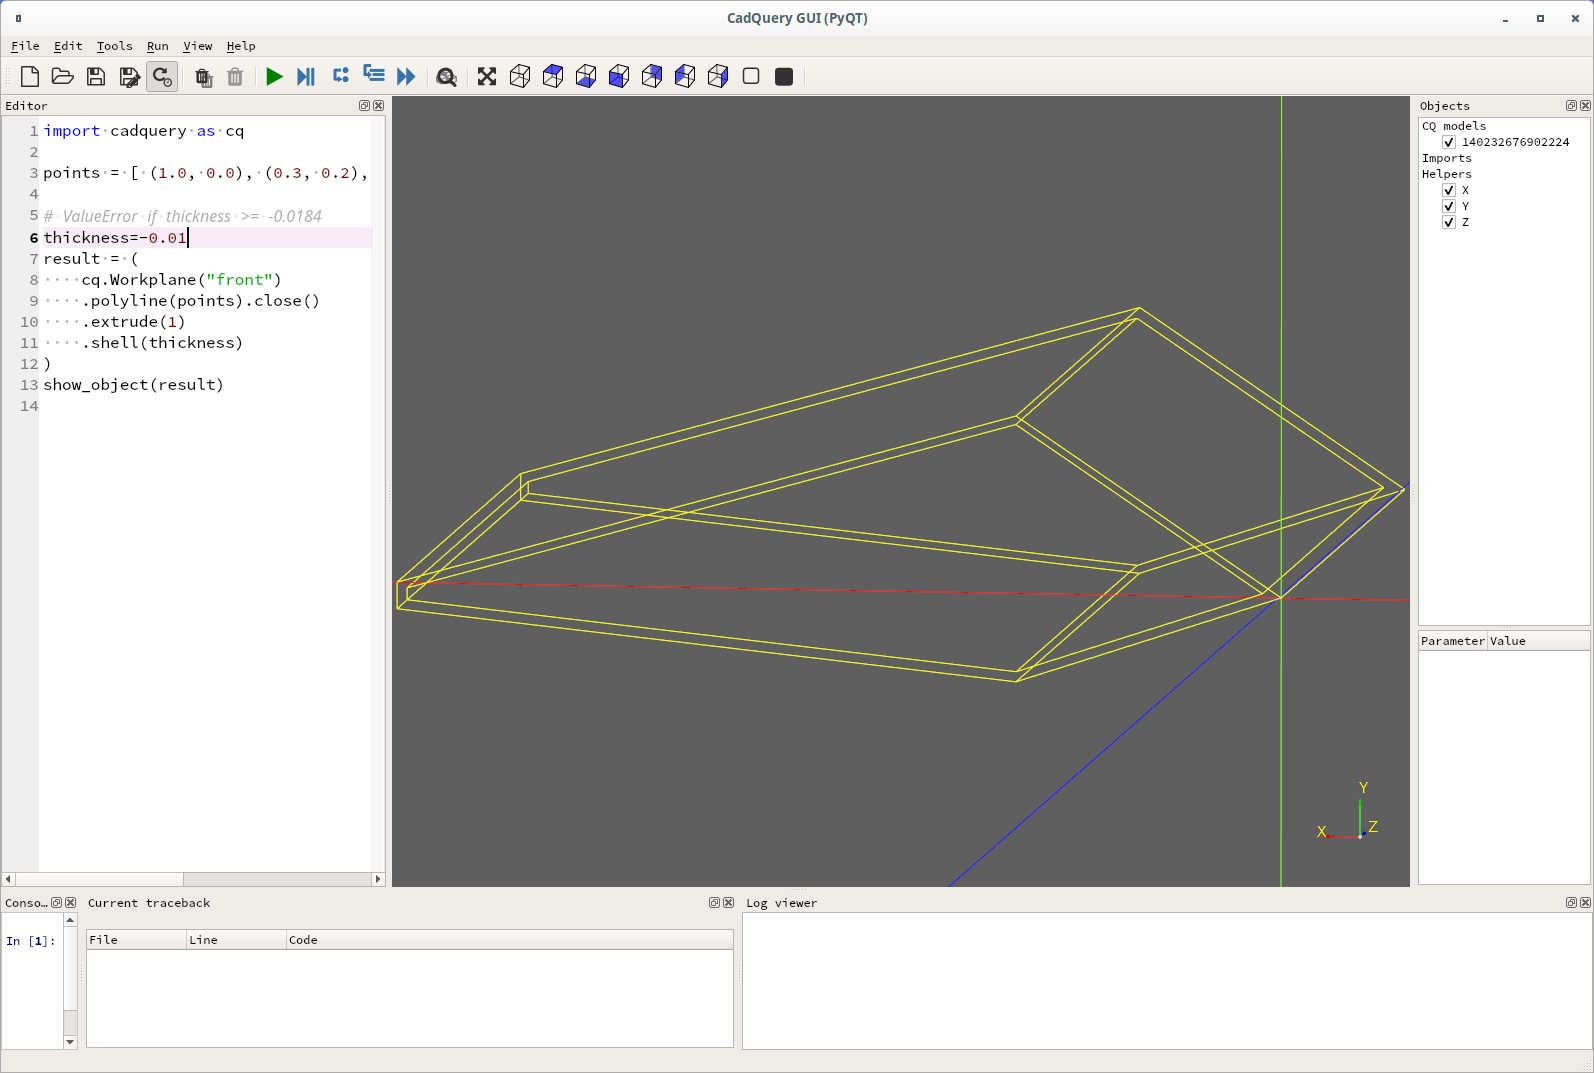 CadQuery GUI (PyQT)
File Edit Tools Run View Help
Editor
1 import cadquery as cq
2
3 points = [ (1.0, 0.0), (0.3, 0.2),
4
5 # ValueError if thickness >= -0.0184
6 thickness=-0.01
7 result = (
8 cq.Workplane("front")
9 .polyline(points).close()
10 .extrude(1)
11 .shell(thickness)
12 )
13 show_object(result)
14
Y
X
Z
Objects
CQ models
140232676902224
Imports
Helpers
X
Y
Z
Parameter Value
Conso...
In [1]:
Current traceback
File Line Code
Log viewer